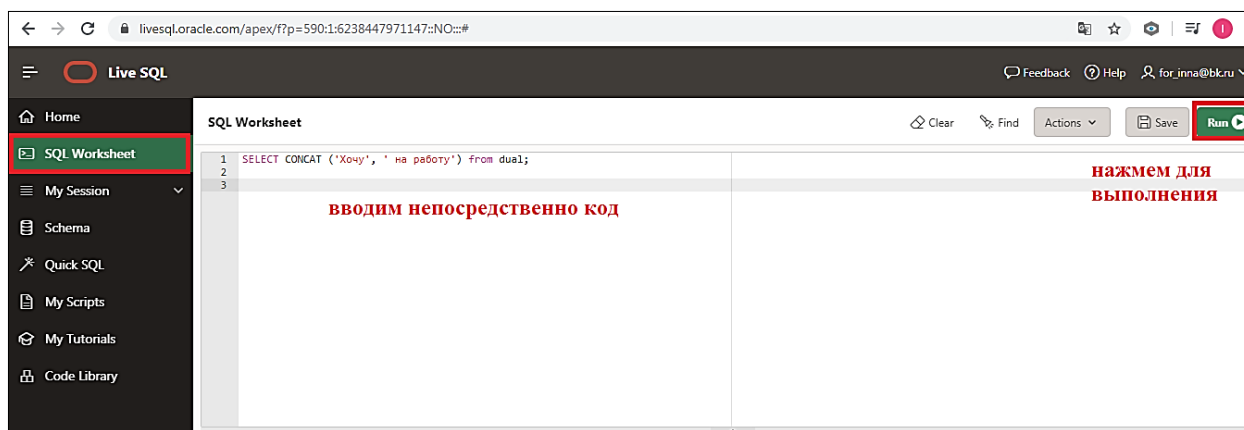 livesql.oracle.com/apex/f?p=590:1:6238447971147::NO:::#
I
Live SQL
Feedback
Help
for_inna@bk.ru
Home
SQL Worksheet
My Session
Schema
Quick SQL
My Scripts
My Tutorials
Code Library
SQL Worksheet
Clear
Find
Actions
Save
Run
1 SELECT CONCAT ('Хочу', ' на работу') from dual;
2
3
вводим непосредственно код
нажмем для
выполнения